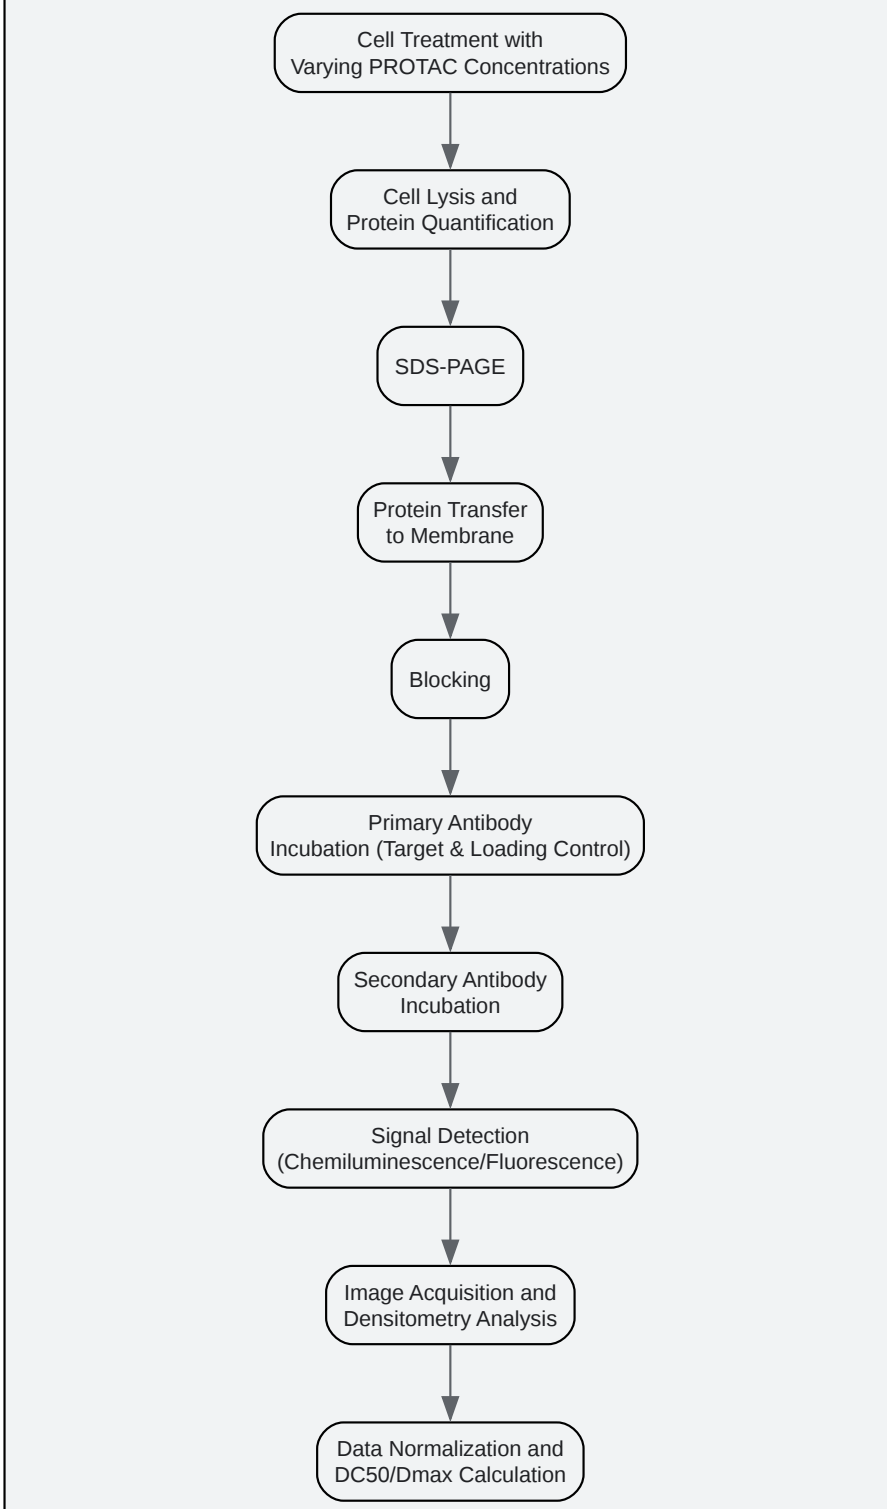 Cell Treatment with
Varying PROTAC Concentrations
Cell Lysis and
Protein Quantification
SDS-PAGE
Protein Transfer
to Membrane
Blocking
Primary Antibody
Incubation (Target & Loading Control)
Secondary Antibody
Incubation
Signal Detection
(Chemiluminescence/Fluorescence)
Image Acquisition and
Densitometry Analysis
Data Normalization and
DC50/Dmax Calculation